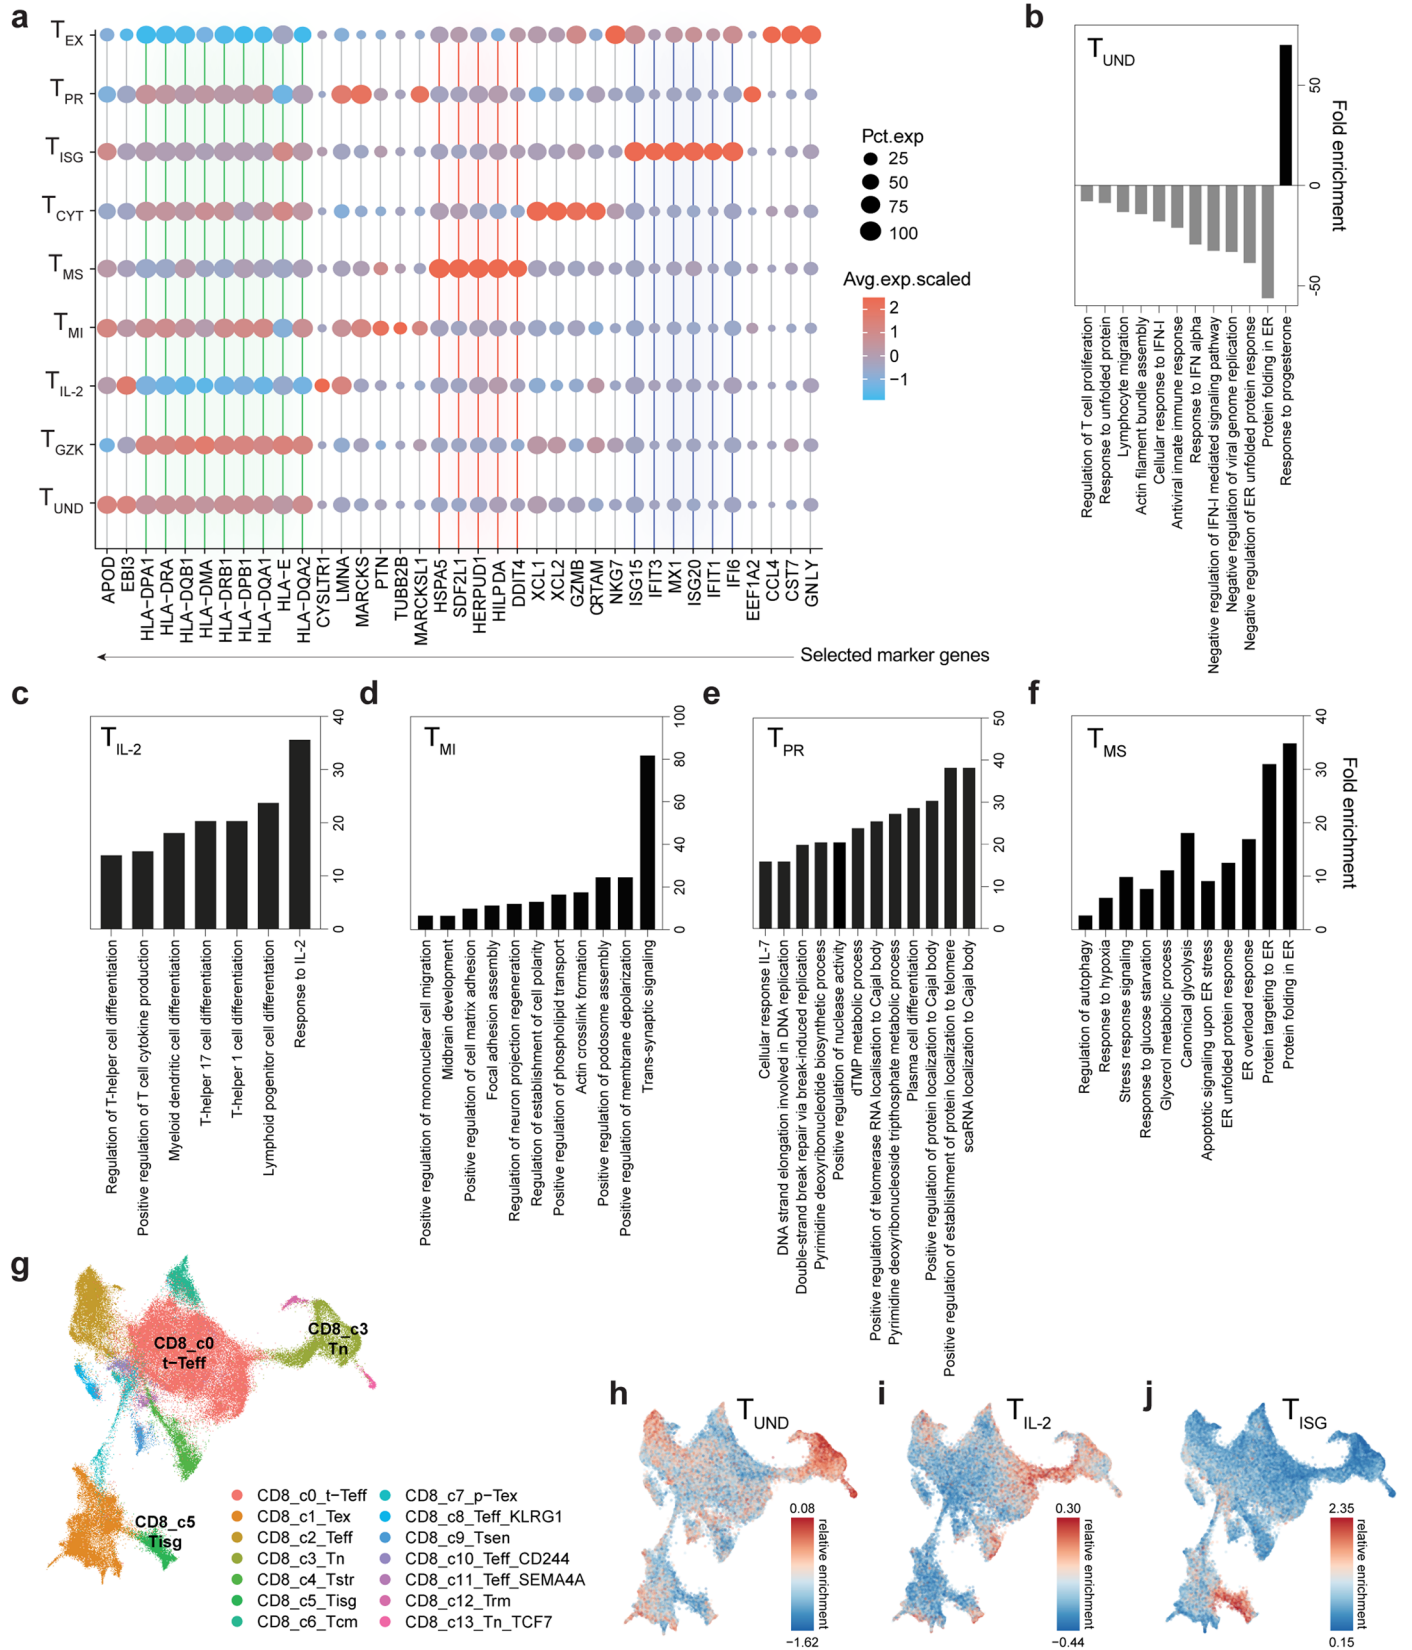 a
T EX
T PR
T ISG
T CYT
T MS
T MI
T IL-2
T GZK
T UND
APOD
EBI3
HLA-DPA1
HLA-DRA
HLA-DQB1
HLA-DMA
HLA-DRB1
HLA-DPB1
HLA-DQA1
HLA-E
HLA-DQA2
CYSLTR1
LMNA
MARCKS
PTN
TUBB2B
MARCKSL1
HSPA5
SDF2L1
HERPUD1
HILPDA
DDIT4
XCL1
XCL2
GZMB
CRTAM
NKG7
ISG15
IFIT3
MX1
ISG20
IFIT1
IFI6
EEF1A2
CCL4
CST7
GNLY
Selected marker genes
Pct.exp
25
50
75
100
Avg.exp.scaled
2
1
0
−1
b
T UND
50
0
-50
Fold enrichment
Regulation of T cell proliferation
Response to unfolded protein
Lymphocyte migration
Actin filament bundle assembly
Cellular response to IFN-I
Antiviral innate immune response
Response to IFN alpha
Negative regulation of IFN-I mediated signaling pathway
Negative regulation of viral genome replication
Negative regulation of ER unfolded protein response
Protein folding in ER
Response to progesterone
c
T IL-2
40
30
20
10
0
Regulation of T-helper cell differentiation
Positive regulation of T cell cytokine production
Myeloid dendritic cell differentiation
T-helper 17 cell differentiation
T-helper 1 cell differentiation
Lymphoid pogenitor cell differentiation
Response to IL-2
d
T MI
100
80
60
40
20
0
Positive regulation of mononuclear cell migration
Midbrain development
Positive regulation of cell matrix adhesion
Focal adhesion assembly
Regulation of neuron projection regeneration
Regulation of establishment of cell polarity
Positive regulation of phospholipid transport
Actin crosslink formation
Positive regulation of podosome assembly
Positive regulation of membrane depolarization
Trans-synaptic signaling
e
T PR
50
40
30
20
10
0
Cellular response IL-7
DNA strand elongation involved in DNA replication
Double-strand break repair via break-induced replication
Pyrimidine deoxyribonucleotide biosynthetic process
Positive regulation of nuclease activity
dTMP metabolic process
Positive regulation of telomerase RNA localisation to Cajal body
Pyrimidine deoxyribonucleoside triphosphate metabolic process
Plasma cell differentiation
Positive regulation of protein localization to Cajal body
Positive regulation of establishment of protein localization to telomere
scaRNA localization to Cajal body
f
T MS
40
30
20
10
0
Fold enrichment
Regulation of autophagy
Response to hypoxia
Stress response signaling
Response to glucose starvation
Glycerol metabolic process
Canonical glycolysis
Apoptotic signaling upon ER stress
ER unfolded protein response
ER overload response
Protein targeting to ER
Protein folding in ER
g
CD8_c0
t−Teff
CD8_c3
Tn
CD8_c5
Tisg
CD8_c0_t−Teff
CD8_c1_Tex
CD8_c2_Teff
CD8_c3_Tn
CD8_c4_Tstr
CD8_c5_Tisg
CD8_c6_Tcm
CD8_c7_p−Tex
CD8_c8_Teff_KLRG1
CD8_c9_Tsen
CD8_c10_Teff_CD244
CD8_c11_Teff_SEMA4A
CD8_c12_Trm
CD8_c13_Tn_TCF7
h
T UND
0.08
relative enrichment
−1.62
i
T IL-2
0.30
relative enrichment
−0.44
j
T ISG
2.35
relative enrichment
0.15